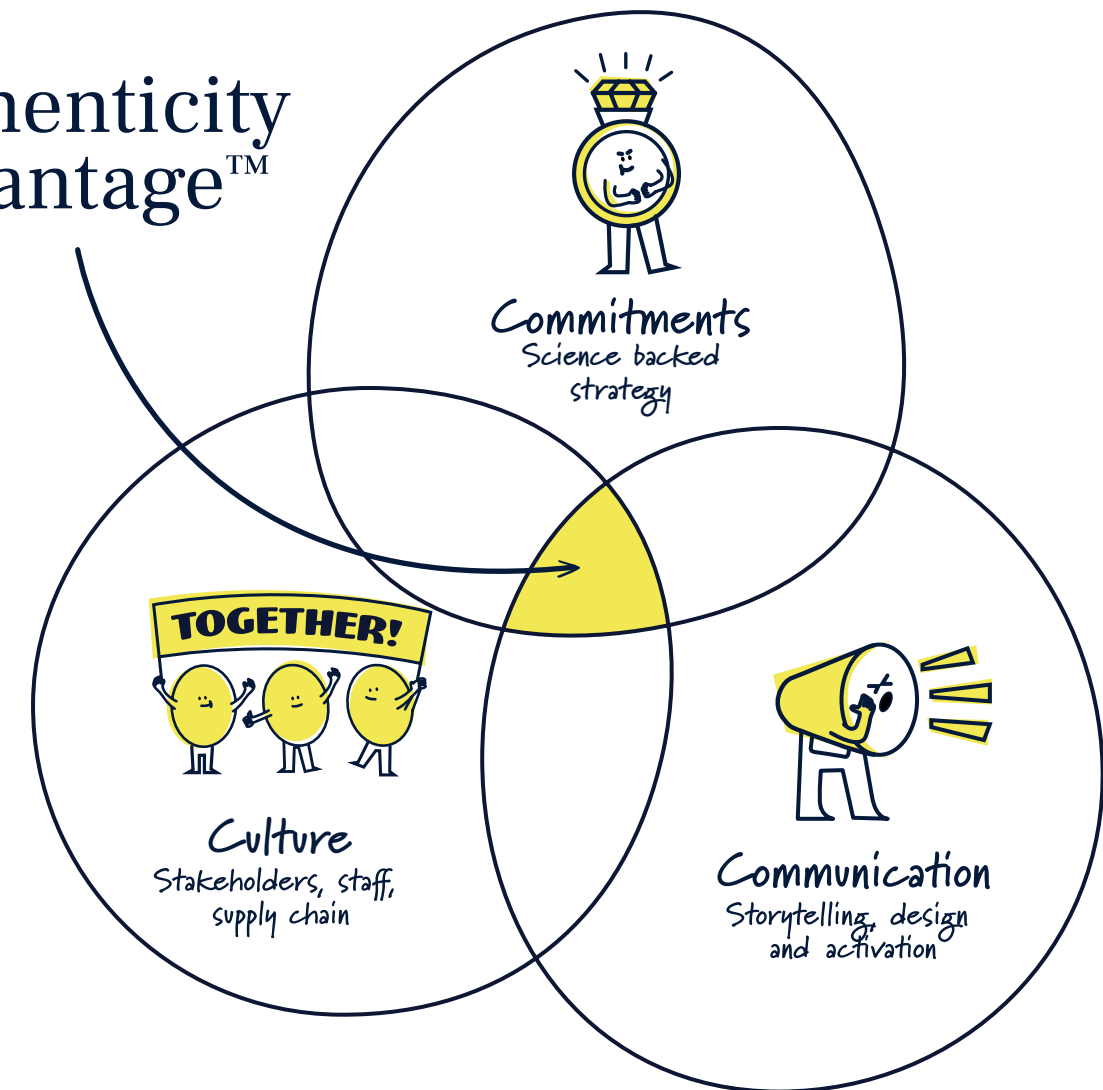 henticity
antage™
Commitments
Science backed
strategy
TOGETHER!
Culture
Stakeholders, staff,
supply chain
Communication
Storytelling, design
and activation